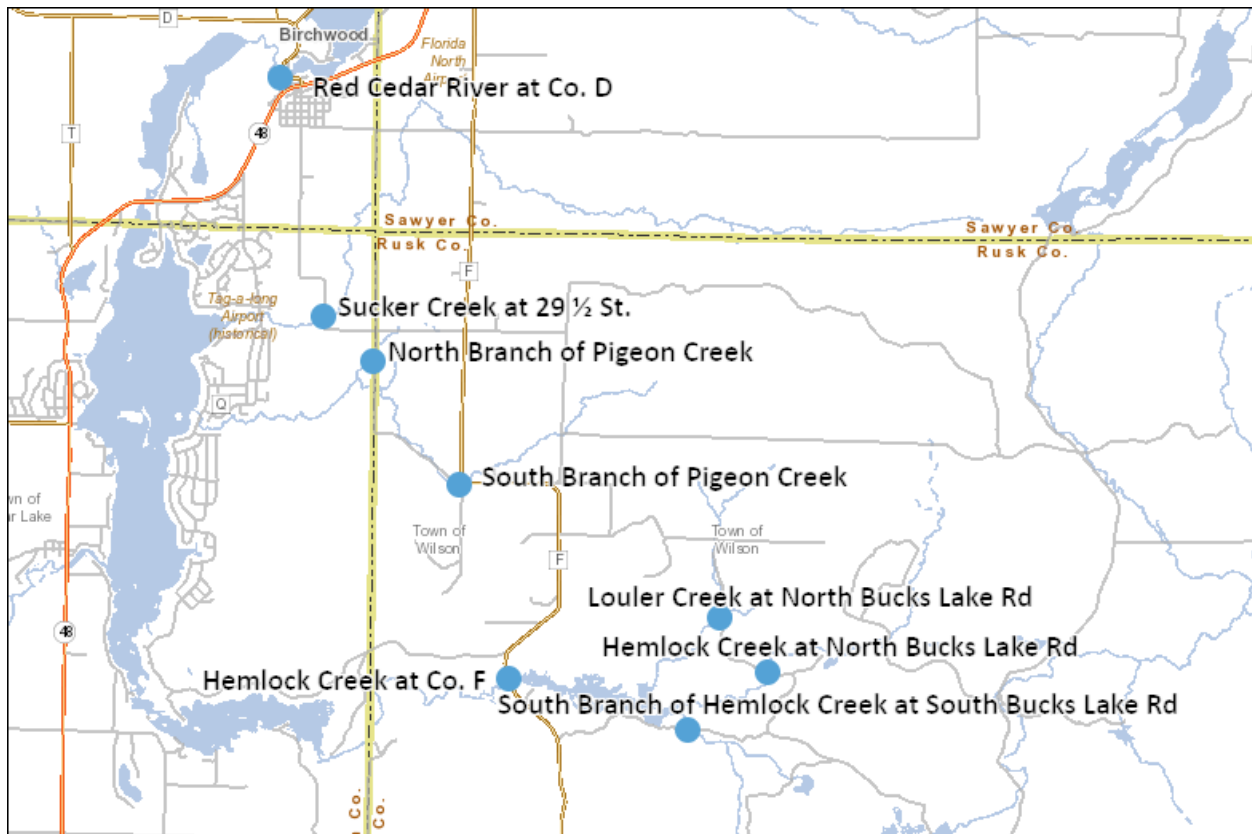 D
Birchwood
Florida
North
Red Cedar River at Co. D
48
T
Sawyer Co.
Rusk Co.
Sawyer Co.
Rusk Co.
F
Tag-a-long
Airport
(historical)
Sucker Creek at 29 ½ St.
North Branch of Pigeon Creek
Q
South Branch of Pigeon Creek
wn of
r Lake
Town of
Wilson
Town of
Wilson
F
Louler Creek at North Bucks Lake Rd
48
Hemlock Creek at North Bucks Lake Rd
Hemlock Creek at Co. F
South Branch of Hemlock Creek at South Bucks Lake Rd
Co.
Co.